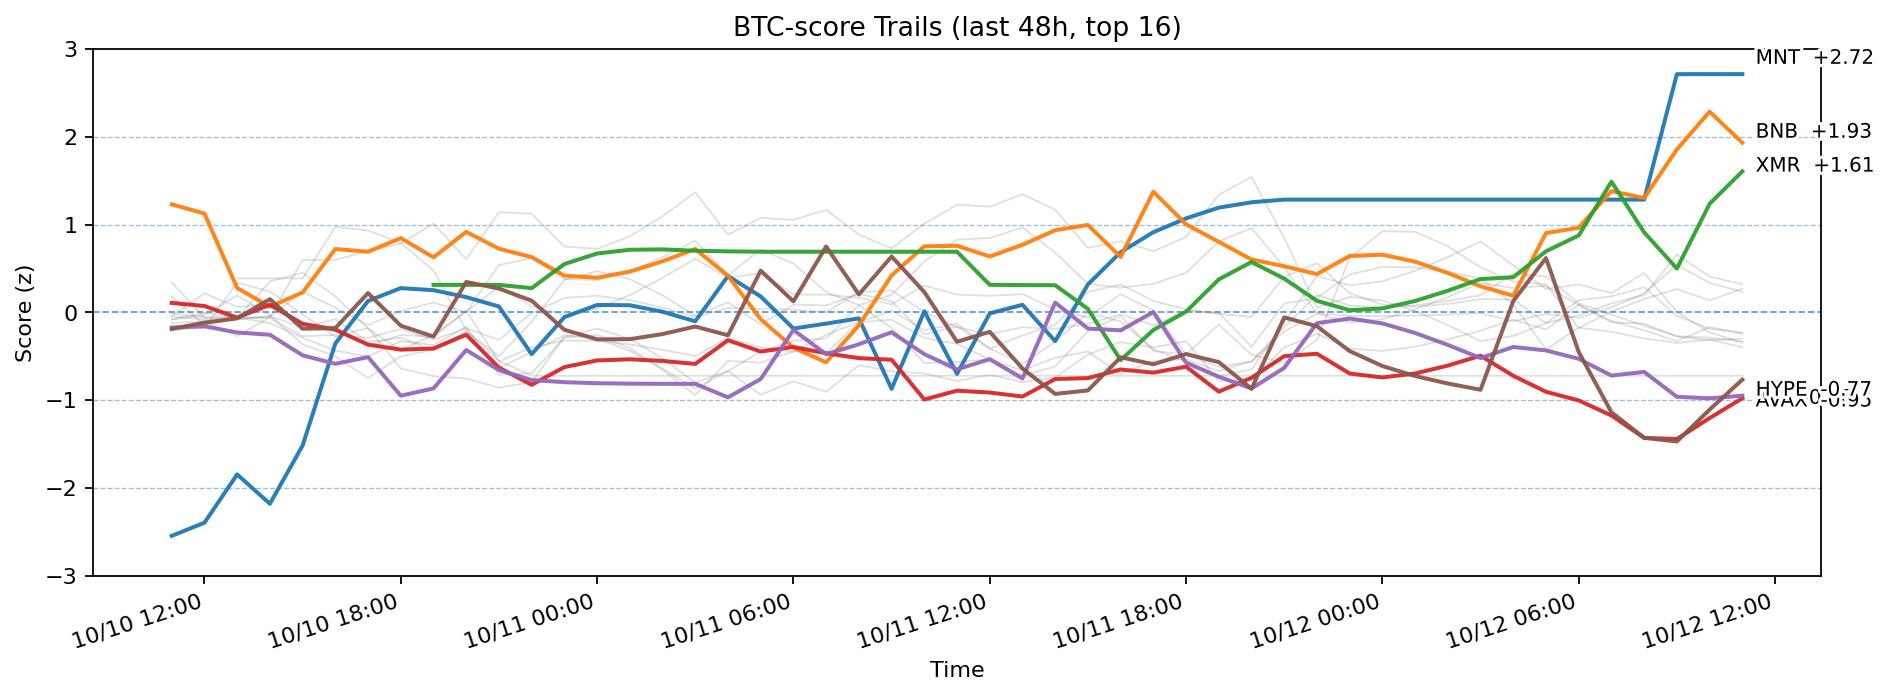 BTC-score Trails (last 48h, top 16)
Score (z)
3
2
1
0
−1
−2
−3
MNT +2.72
BNB +1.93
XMR +1.61
HYPE -0.77
AVAX -0.95
10/10 12:00
10/10 18:00
10/11 00:00
10/11 06:00
10/11 12:00
10/11 18:00
10/12 00:00
10/12 06:00
10/12 12:00
Time